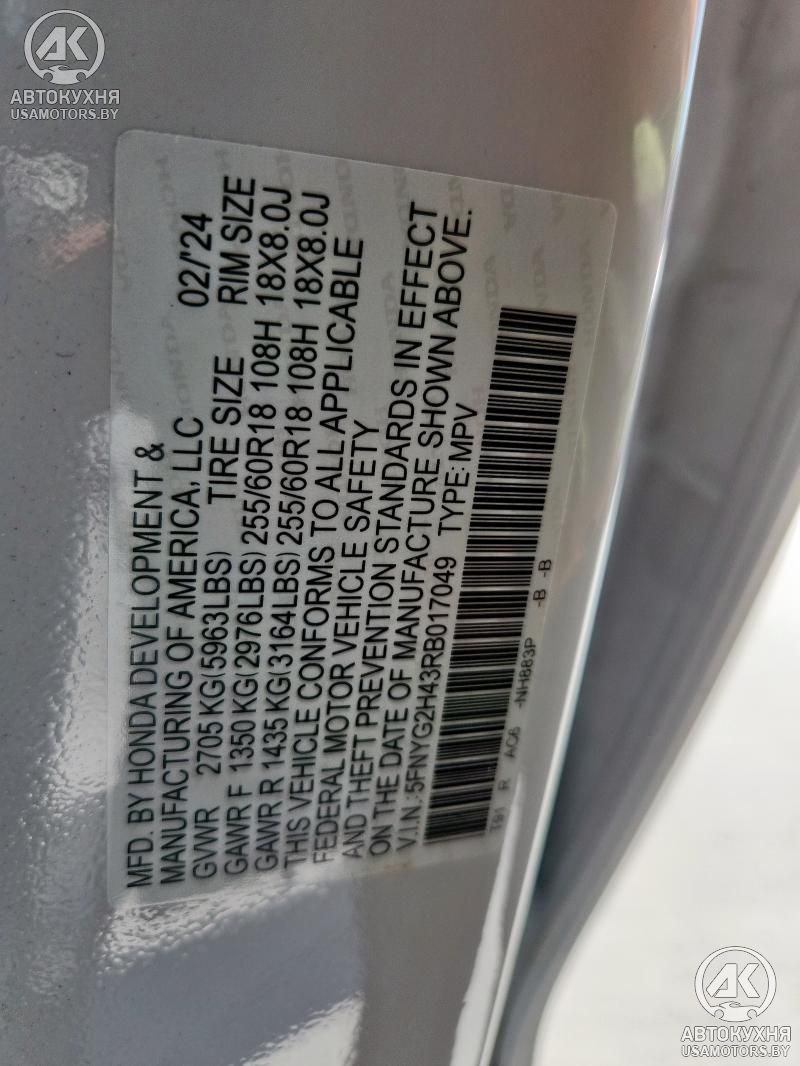 AK
АВТОКУХНЯ
USAMOTORS.BY
MFD. BY HONDA DEVELOPMENT &
MANUFACTURING OF AMERICA, LLC 02/'24
GVWR 2705 KG(5963LBS) TIRE SIZE RIM SIZE
GAWR F 1350 KG(2976LBS) 255/60R18 108H 18X8.0J
GAWR R 1435 KG(3164LBS) 255/60R18 108H 18X8.0J
THIS VEHICLE CONFORMS TO ALL APPLICABLE
FEDERAL MOTOR VEHICLE SAFETY
AND THEFT PREVENTION STANDARDS IN EFFECT
ON THE DATE OF MANUFACTURE SHOWN ABOVE.
V.I.N.: 5FNYG2H43RB017049 TYPE: MPV
T91 R AC6 -NH883P -B -B
AK
АВТОКУХНЯ
USAMOTORS.BY